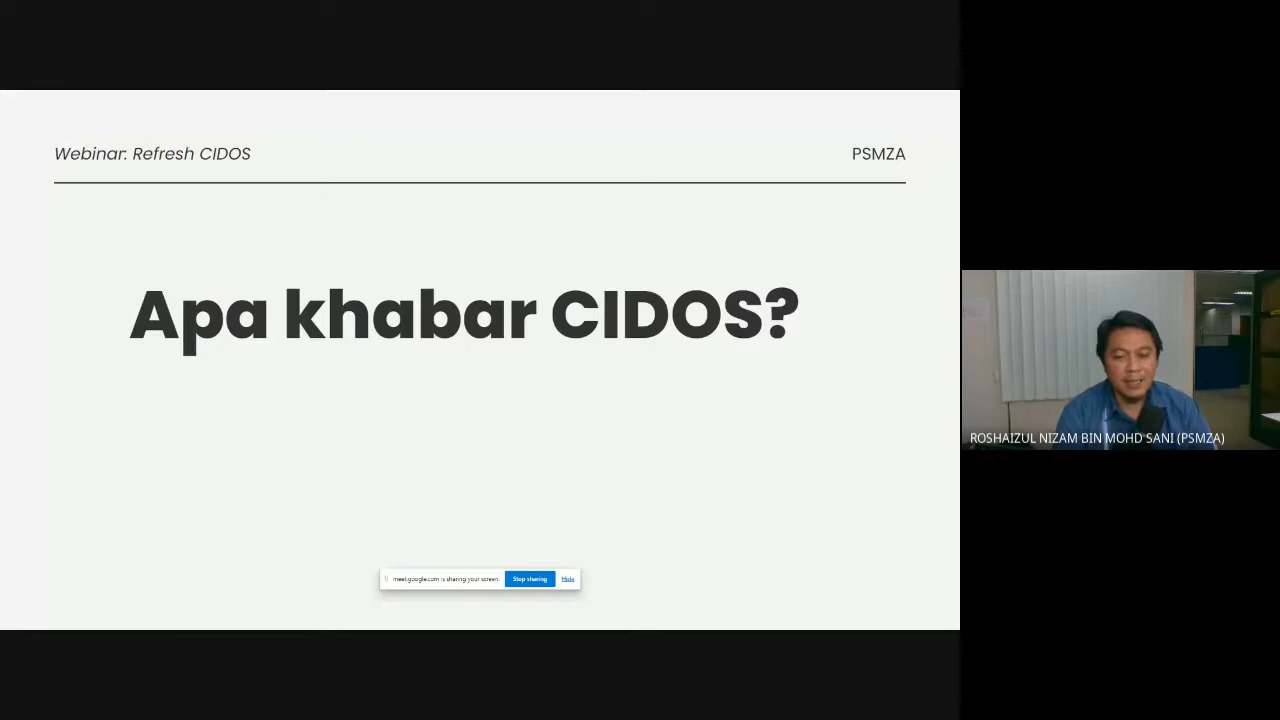 Webinar: Refresh CIDOS
PSMZA
Apa khabar CIDOS?
meet.google.com is sharing your screen.
Stop sharing
Hide
ROSHAIZUL NIZAM BIN MOHD SANI (PSMZA)